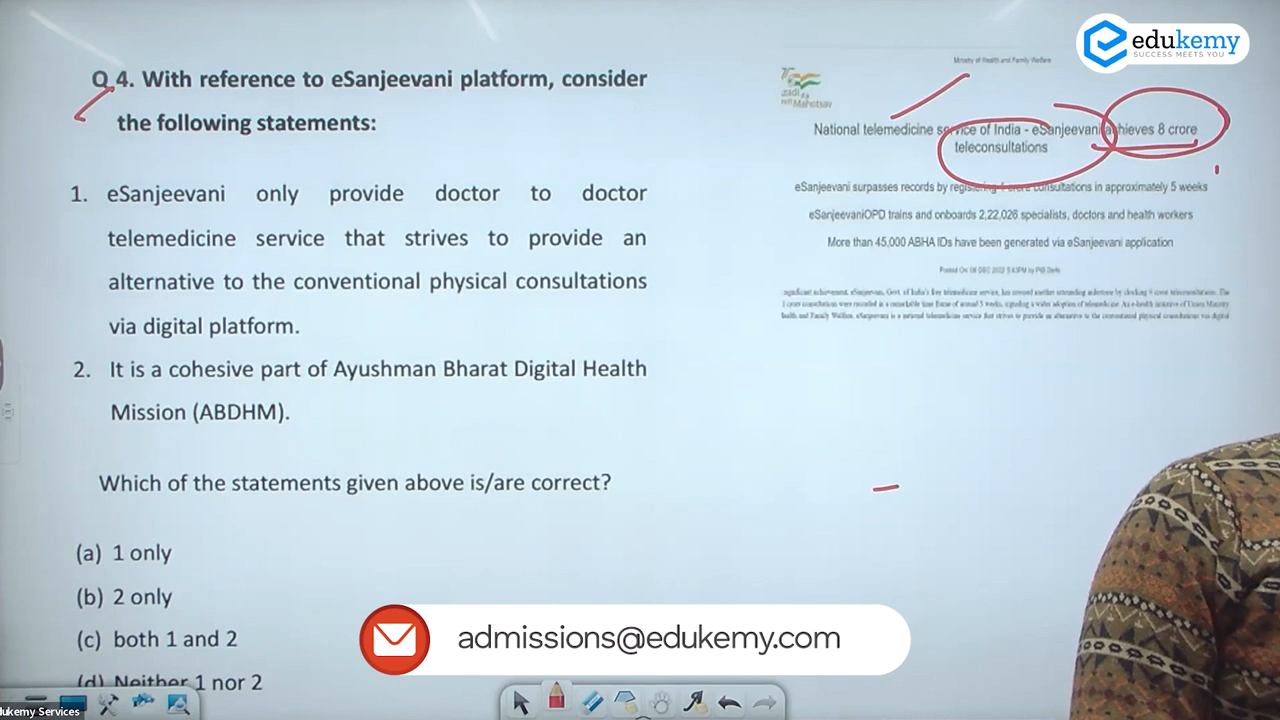 edukemy
SUCCESS MEETS YOU
Q 4. With reference to eSanjeevani platform, consider
the following statements:
1. eSanjeevani only provide doctor to doctor
telemedicine service that strives to provide an
alternative to the conventional physical consultations
via digital platform.
2. It is a cohesive part of Ayushman Bharat Digital Health
Mission (ABDHM).
Which of the statements given above is/are correct?
(a) 1 only
(b) 2 only
(c) both 1 and 2
(d) Neither 1 nor 2
Ministry of Health and Family Welfare
National telemedicine service of India - eSanjeevani achieves 8 crore
teleconsultations
eSanjeevani surpasses records by registering 1 crore consultations in approximately 5 weeks
eSanjeevaniOPD trains and onboards 2,22,026 specialists, doctors and health workers
More than 45,000 ABHA IDs have been generated via eSanjeevani application
admissions@edukemy.com
dukemy Services